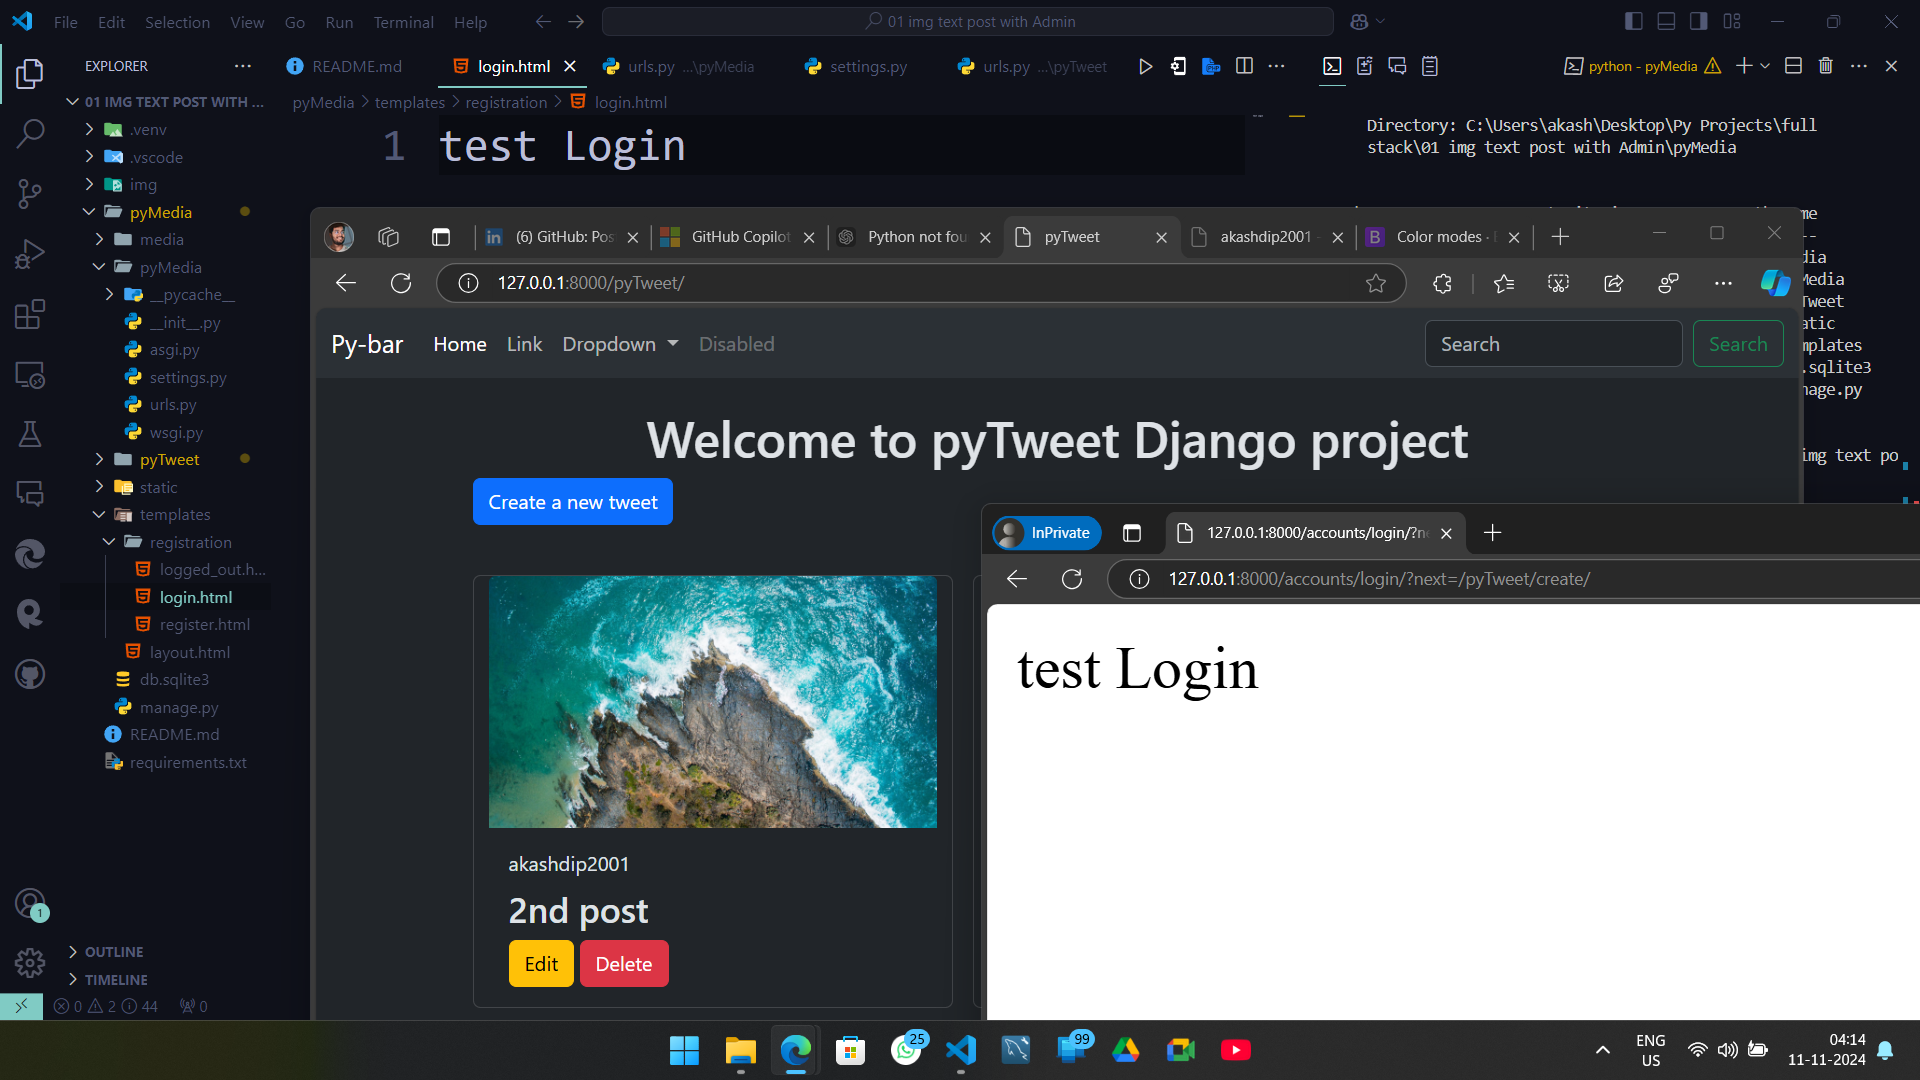 File Edit Selection View Go Run Terminal Help
01 img text post with Admin
EXPLORER
README.md
login.html
urls.py ...\pyMedia
settings.py
urls.py ...\pyTweet
python - pyMedia
01 IMG TEXT POST WITH ...
pyMedia > templates > registration > login.html
.venv
.vscode
img
pyMedia
media
pyMedia
__pycache__
__init__.py
asgi.py
settings.py
urls.py
wsgi.py
pyTweet
static
templates
registration
logged_out.h...
login.html
register.html
layout.html
db.sqlite3
manage.py
README.md
requirements.txt
OUTLINE
TIMELINE
0 2 44 0
1
1 test Login
Directory: C:\Users\akash\Desktop\Py Projects\full
stack\01 img text post with Admin\pyMedia
me
dia
Media
Tweet
atic
mplates
.sqlite3
nage.py
img text po
(6) GitHub: Pos
GitHub Copilot
Python not fou
pyTweet
akashdip2001
Color modes ·
127.0.0.1:8000/pyTweet/
Py-bar Home Link Dropdown Disabled Search Search
Welcome to pyTweet Django project
Create a new tweet
akashdip2001
2nd post
Edit Delete
InPrivate
127.0.0.1:8000/accounts/login/?n
127.0.0.1:8000/accounts/login/?next=/pyTweet/create/
test Login
25
99
ENG
US
04:14
11-11-2024